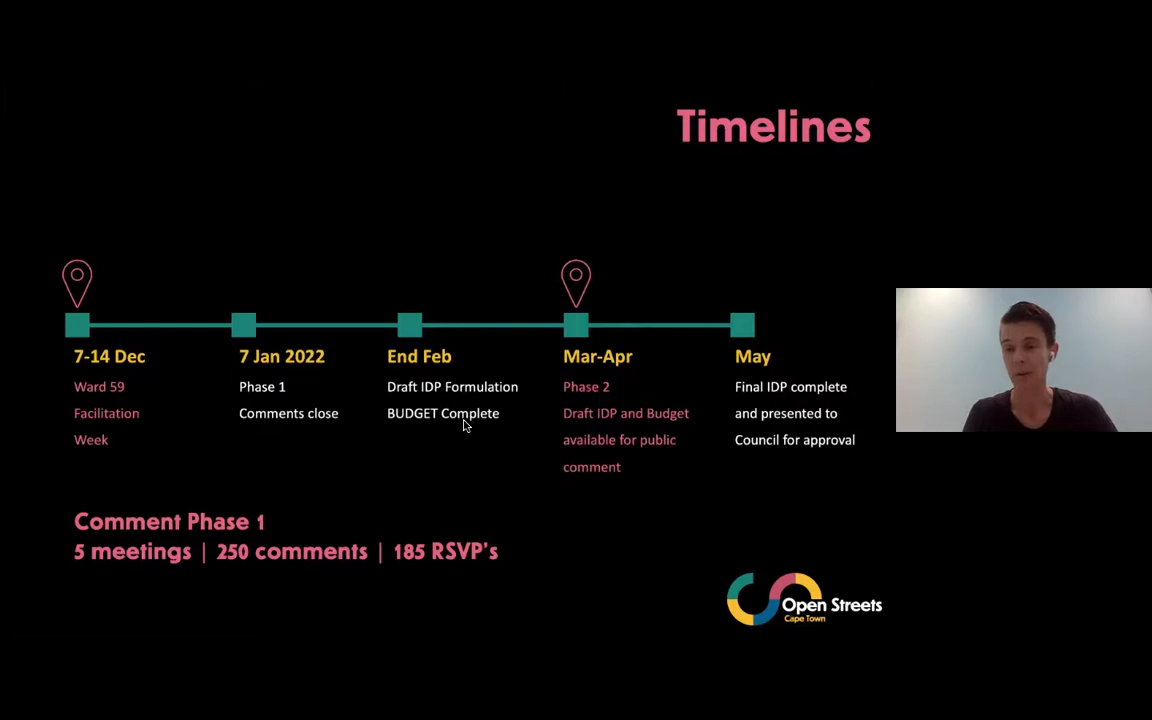 Timelines
7-14 Dec
Ward 59
Facilitation
Week
7 Jan 2022
Phase 1
Comments close
End Feb
Draft IDP Formulation
BUDGET Complete
Mar-Apr
Phase 2
Draft IDP and Budget
available for public
comment
May
Final IDP complete
and presented to
Council for approval
Comment Phase 1
5 meetings | 250 comments | 185 RSVP's
Open Streets
Cape Town